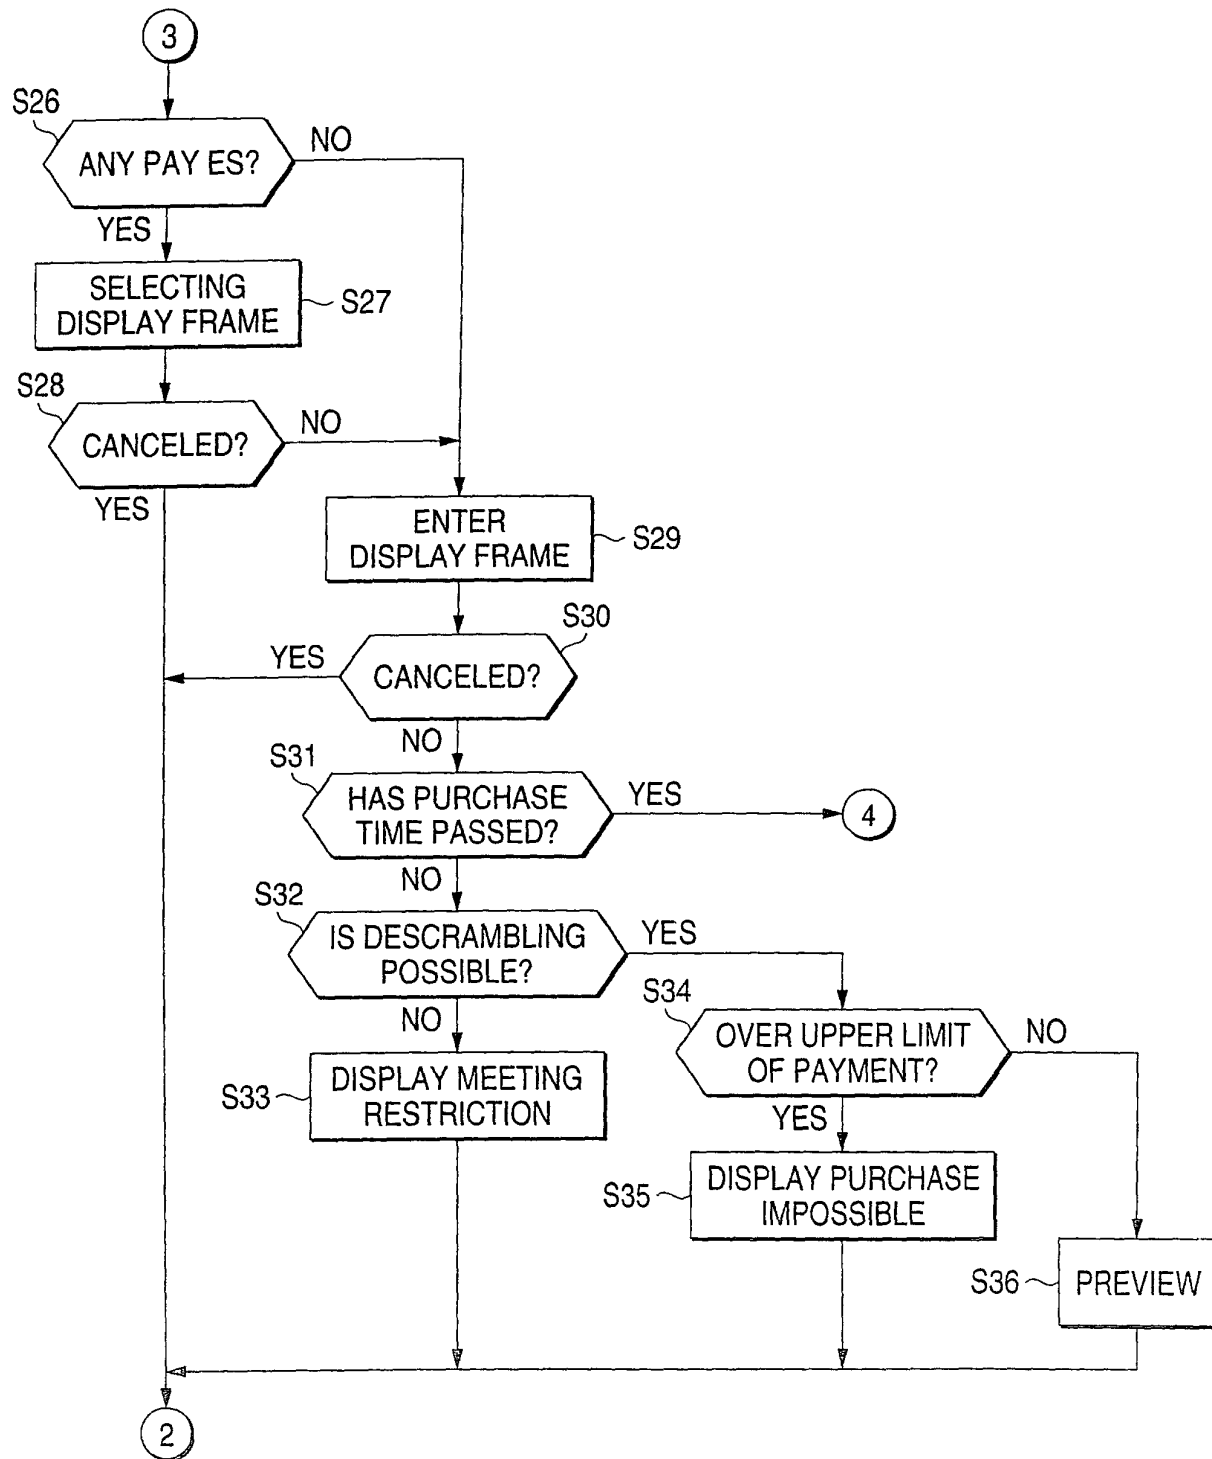 3
S26
ANY PAY ES?
NO
YES
SELECTING
DISPLAY FRAME
S27
S28
CANCELED?
NO
YES
ENTER
DISPLAY FRAME
S29
S30
CANCELED?
YES
NO
S31
HAS PURCHASE
TIME PASSED?
YES
4
NO
S32
IS DESCRAMBLING
POSSIBLE?
YES
NO
S33
DISPLAY MEETING
RESTRICTION
S34
OVER UPPER LIMIT
OF PAYMENT?
NO
YES
S35
DISPLAY PURCHASE
IMPOSSIBLE
S36
PREVIEW
2